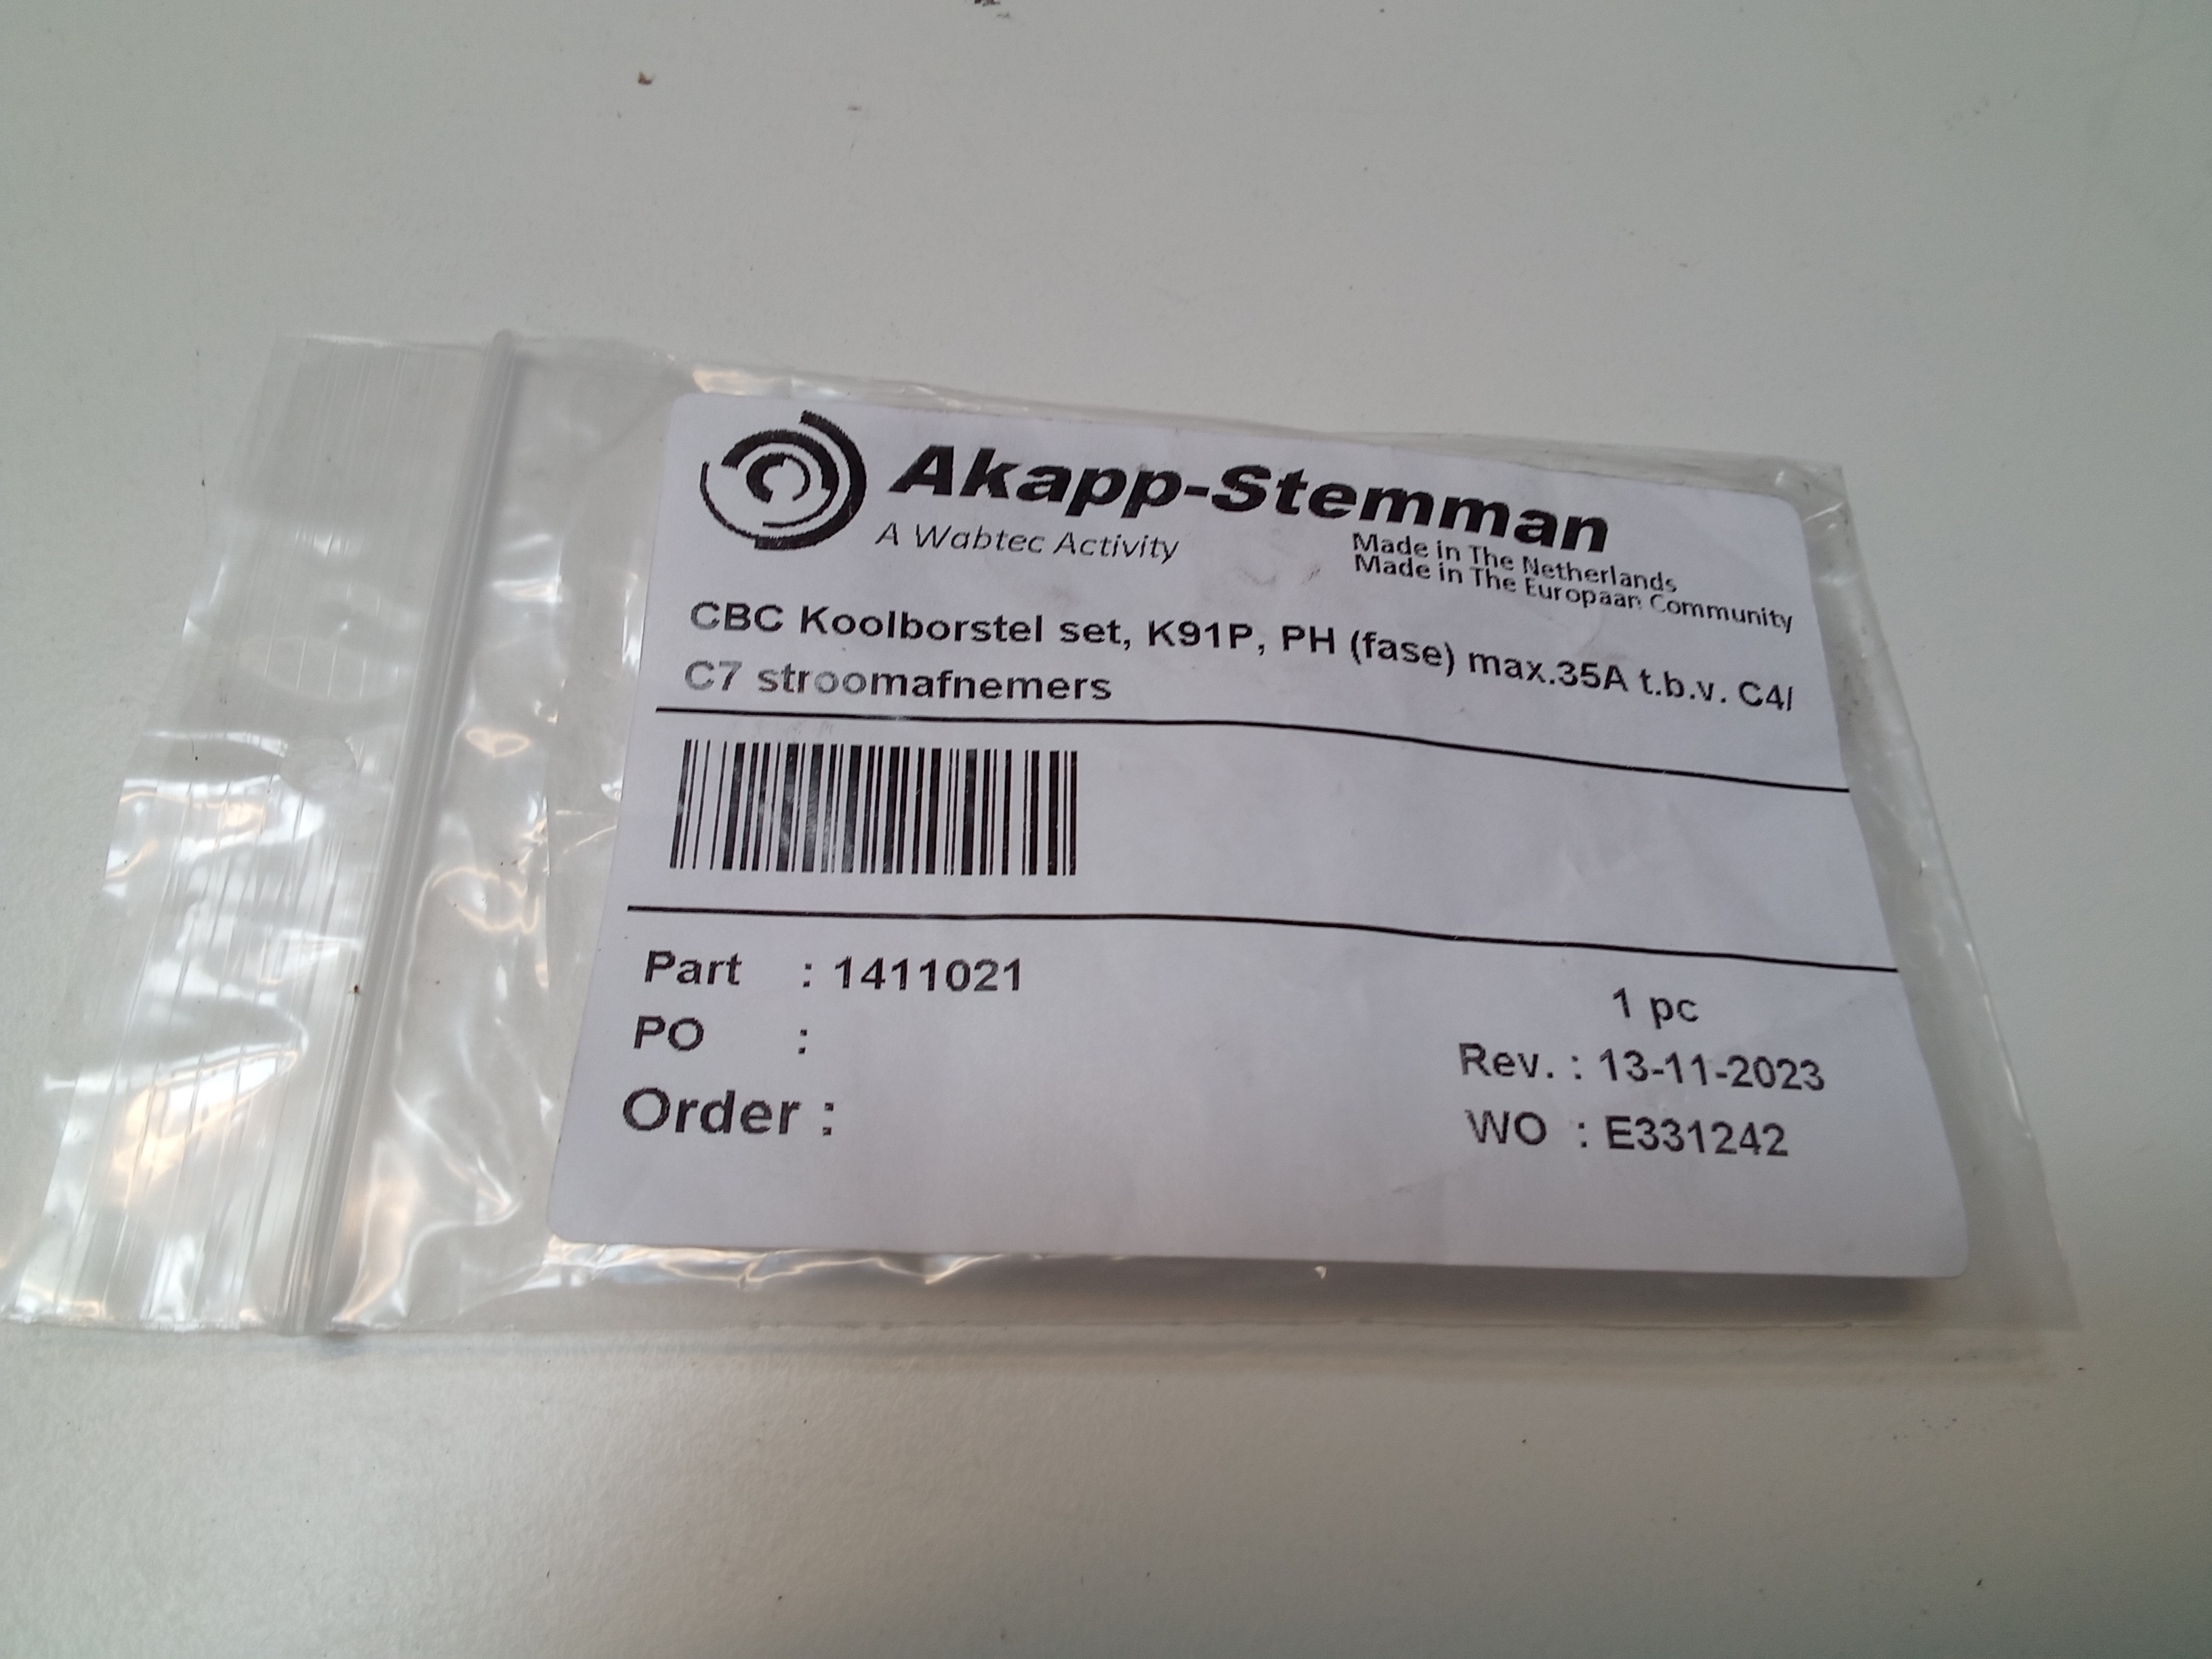 Akapp-Stemman
A Wabtec Activity
Made in The Netherlands
Made in The Europaan Community
CBC Koolborstel set, K91P, PH (fase) max.35A t.b.v. C4/
C7 stroomafnemers
Part : 1411021
1 pc
PO :
Rev. : 13-11-2023
Order :
WO : E331242